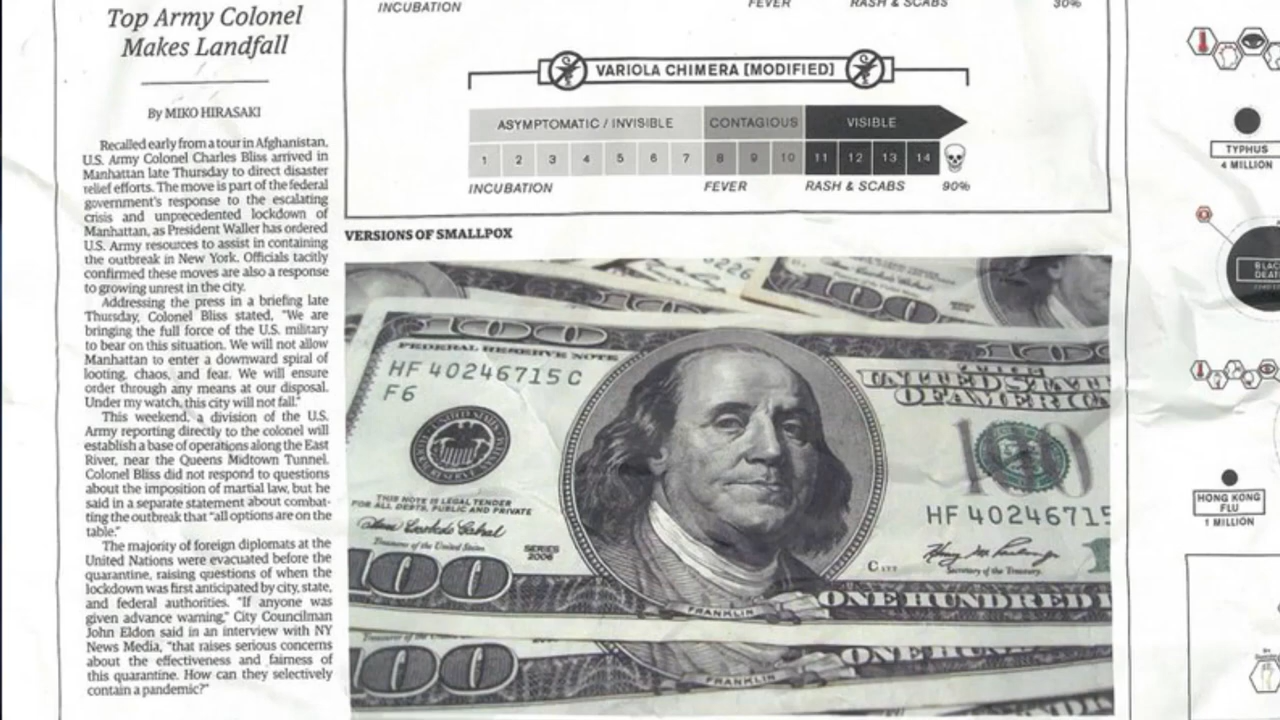 Top Army Colonel
Makes Landfall
By MIKO HIRASAKI
Recalled early from a tour in Afghanistan,
U.S. Army Colonel Charles Bliss arrived in
Manhattan late Thursday to direct disaster
relief efforts. The move is part of the federal
government's response to the escalating
crisis and unprecedented lockdown of
Manhattan, as President Waller has ordered
U.S. Army resources to assist in containing
the outbreak in New York. Officials tacitly
confirmed these moves are also a response
to growing unrest in the city.
Addressing the press in a briefing late
Thursday, Colonel Bliss stated, "We are
bringing the full force of the U.S. military
to bear on this situation. We will not allow
Manhattan to enter a downward spiral of
looting, chaos, and fear. We will ensure
order through any means at our disposal.
Under my watch, this city will not fall."
This weekend, a division of the U.S.
Army reporting directly to the colonel will
establish a base of operations along the East
River, near the Queens Midtown Tunnel.
Colonel Bliss did not respond to questions
about the imposition of martial law, but he
said in a separate statement about combat-
ting the outbreak that "all options are on the
table."
The majority of foreign diplomats at the
United Nations were evacuated before the
quarantine, raising questions of when the
lockdown was first anticipated by city, state,
and federal authorities. "If anyone was
given advance warning," City Councilman
John Eldon said in an interview with NY
News Media, "that raises serious concerns
about the effectiveness and fairness of
this quarantine. How can they selectively
contain a pandemic?"
INCUBATION FEVER RASH & SCABS 30%
VARIOLA CHIMERA [MODIFIED]
ASYMPTOMATIC / INVISIBLE CONTAGIOUS VISIBLE
1 2 3 4 5 6 7 8 9 10 11 12 13 14
INCUBATION FEVER RASH & SCABS 90%
VERSIONS OF SMALLPOX
100
100
FEDERAL RESERVE NOTE
HF 40246715 C
F6
UNITED STATES
OF AMERICA
100
THIS NOTE IS LEGAL TENDER
FOR ALL DEBTS, PUBLIC AND PRIVATE
Treasurer of the United States
SERIES
2006
HF 4024671
Secretary of the Treasury.
100
FRANKLIN
ONE HUNDRED
100
FRANKLIN
ONE HUNDRED
TYPHUS
4 MILLION
HONG KONG
FLU
1 MILLION